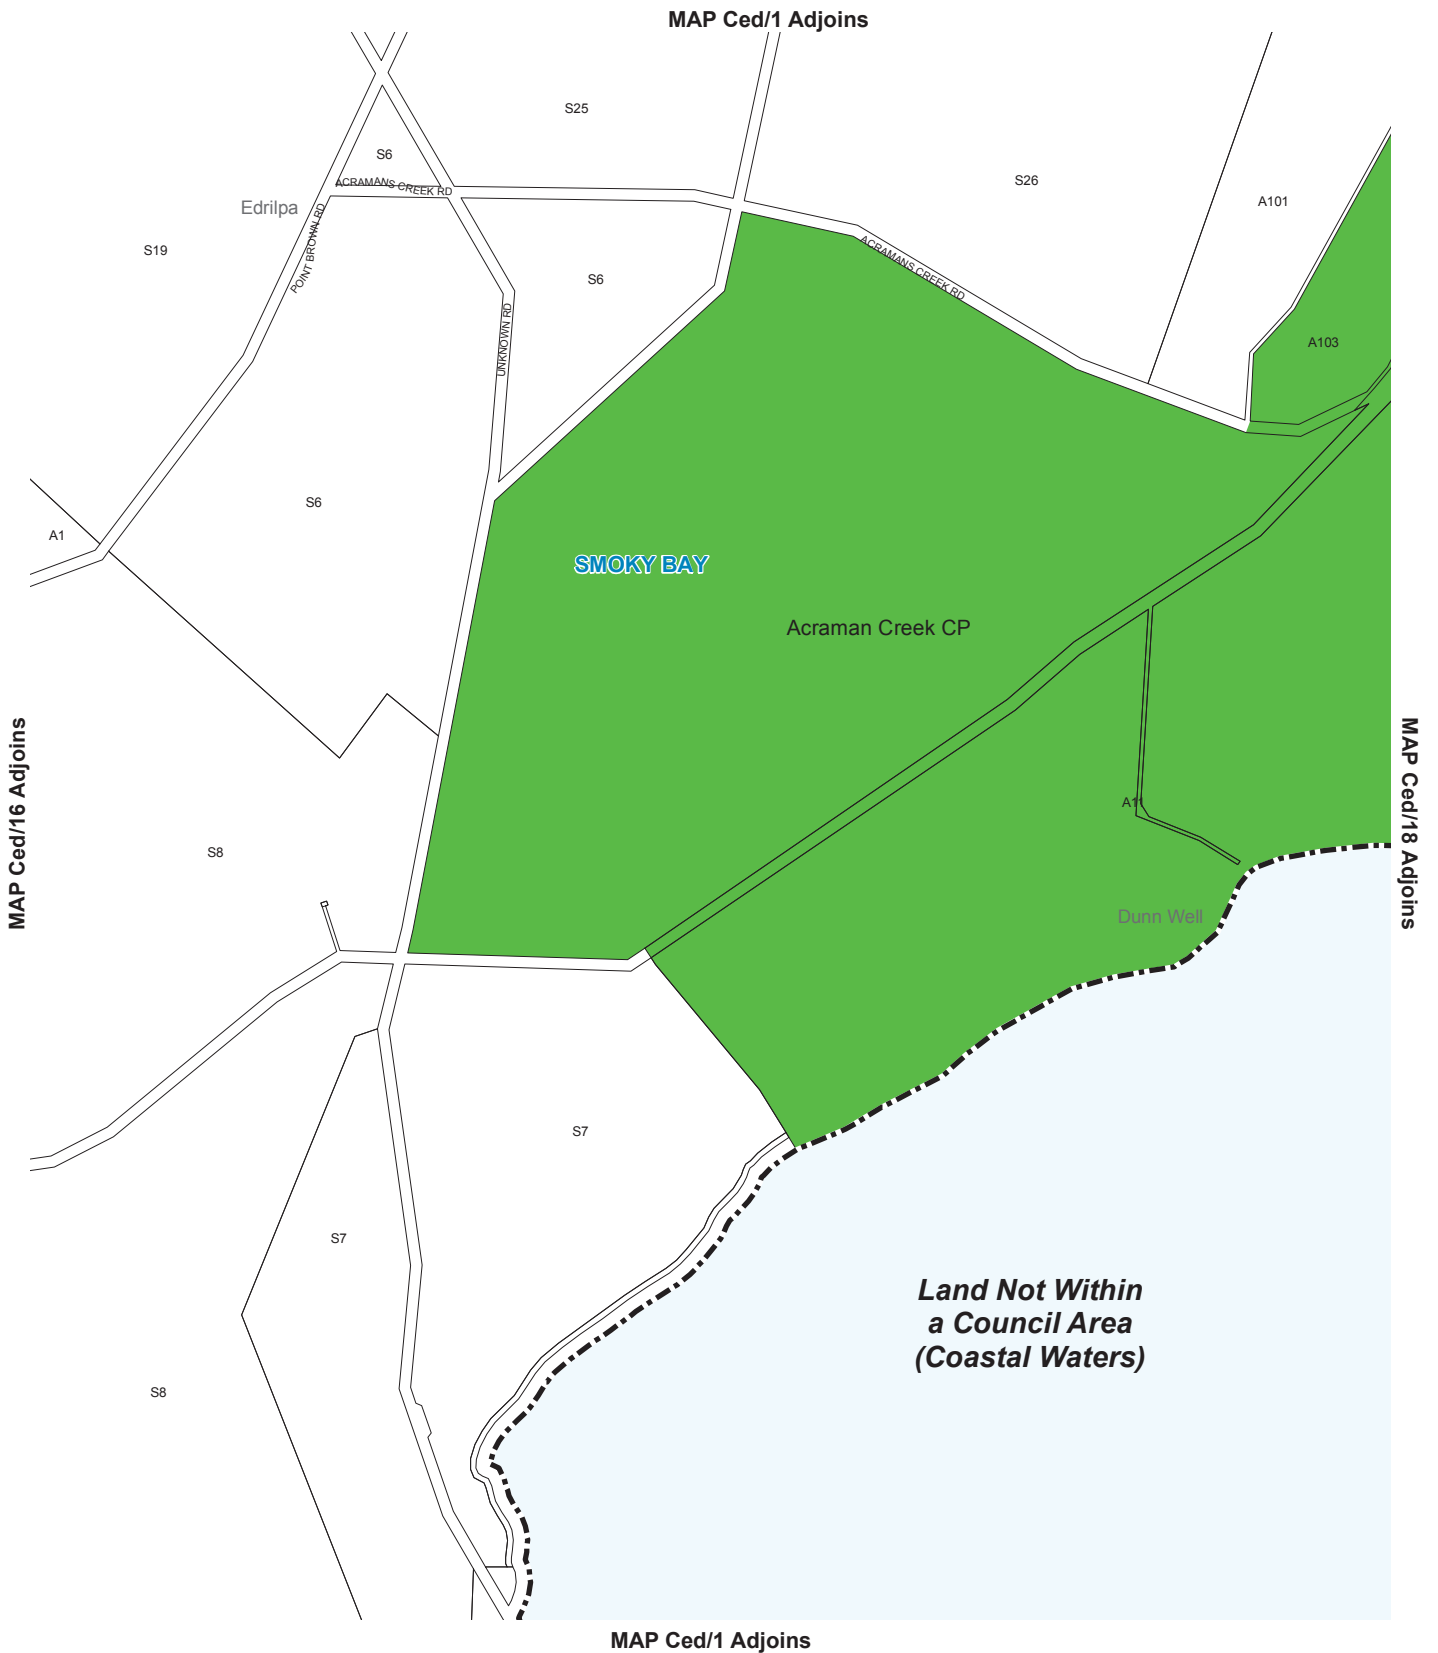 MAP Ced/1 Adjoins
S25
S6
S26
ACRAMANS CREEK RD
A101
Edrilpa
POINT BROWN RD
S19
ACRAMANS CREEK RD
S6
UNKNOWN RD
A103
S6
A1
SMOKY BAY
Acraman Creek CP
MAP Ced/16 Adjoins
MAP Ced/18 Adjoins
A11
S8
Dunn Well
S7
S7
Land Not Within
a Council Area
(Coastal Waters)
S8
MAP Ced/1 Adjoins